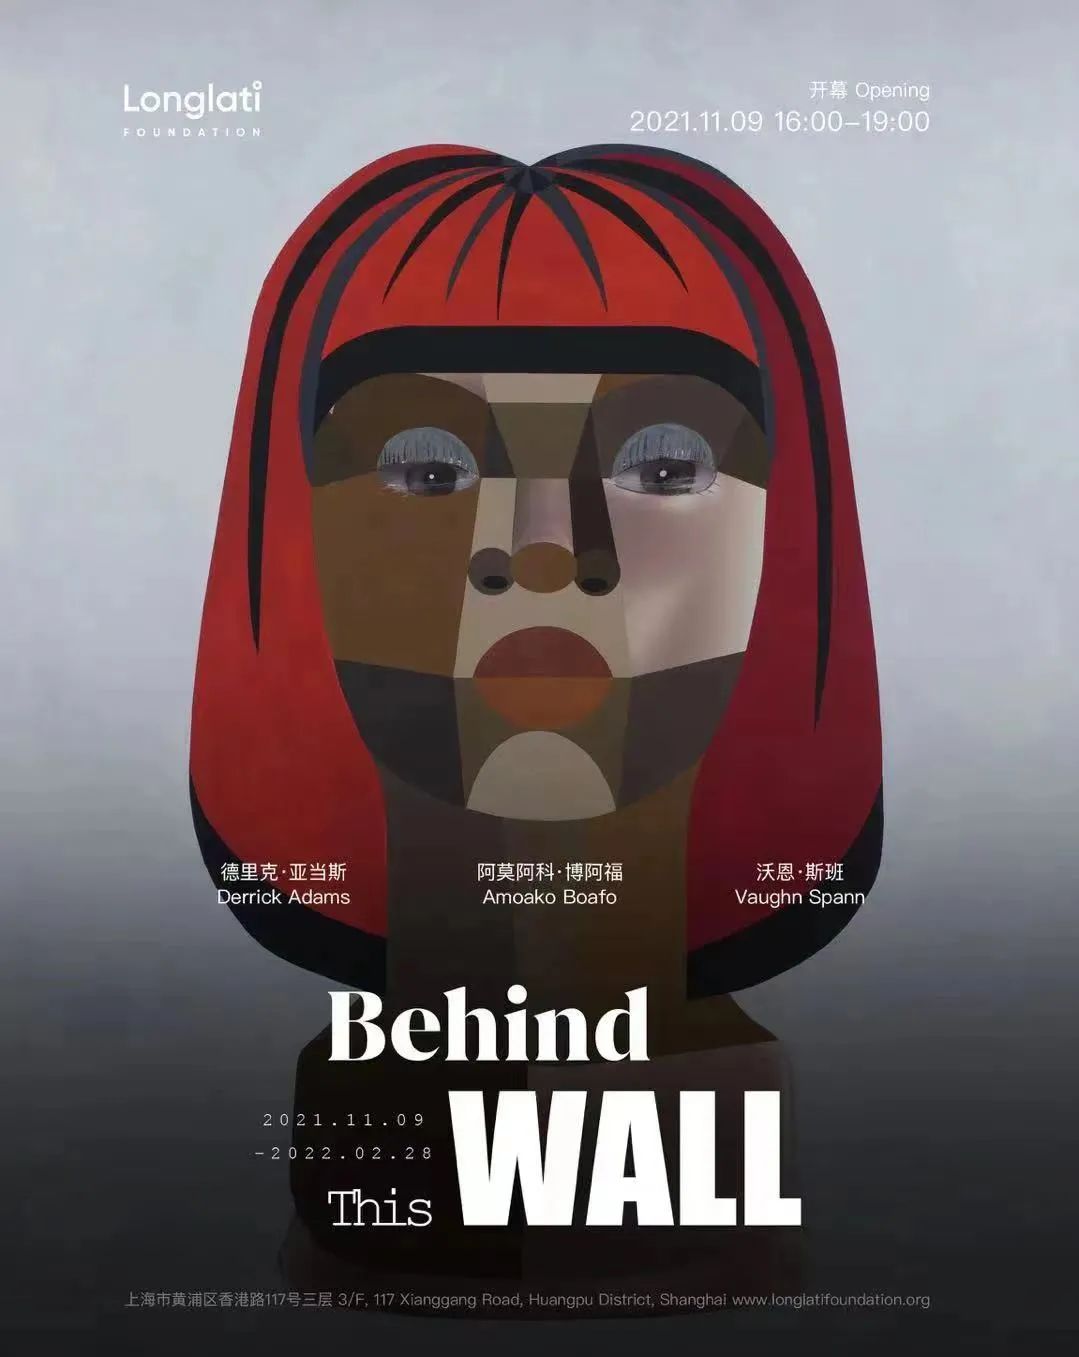 Longlati
FOUNDATION
开幕 Opening
2021.11.09 16:00–19:00
德里克·亚当斯
Derrick Adams
阿莫阿科·博阿福
Amoako Boafo
沃恩·斯班
Vaughn Spann
Behind
2021.11.09
-2022.02.28
This WALL
上海市黄浦区香港路117号三层 3/F, 117 Xianggang Road, Huangpu District, Shanghai www.longlatifoundation.org